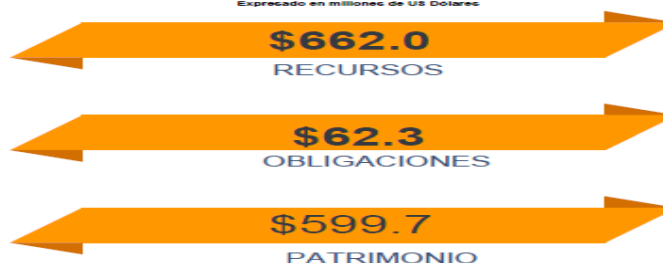 Expresado en millones de US Dólares
$662.0
RECURSOS
$62.3
OBLIGACIONES
$599.7
PATRIMONIO